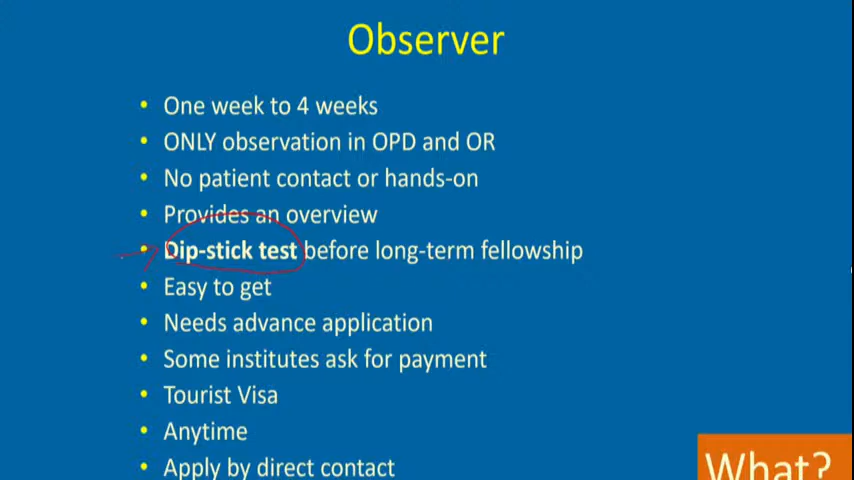 Observer
• One week to 4 weeks
• ONLY observation in OPD and OR
• No patient contact or hands-on
• Provides an overview
• Dip-stick test before long-term fellowship
• Easy to get
• Needs advance application
• Some institutes ask for payment
• Tourist Visa
• Anytime
• Apply by direct contact
What?